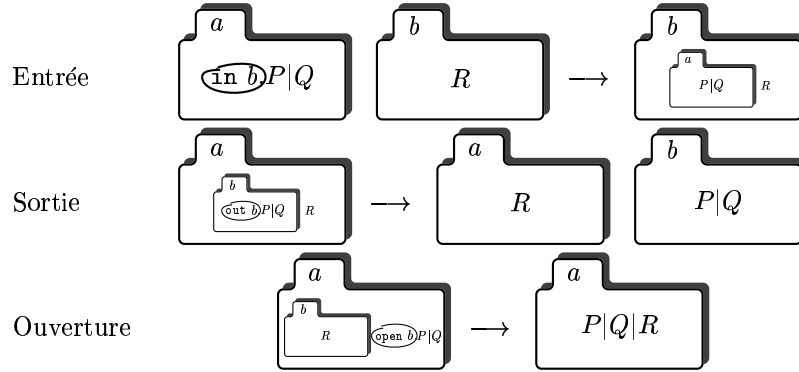 a b b
a
Entrée in b.P|Q R ⟶ P|Q R
a a b
b
Sortie out b P|Q R ⟶ R P|Q
a a
b
Ouverture R open b P|Q ⟶ P|Q|R